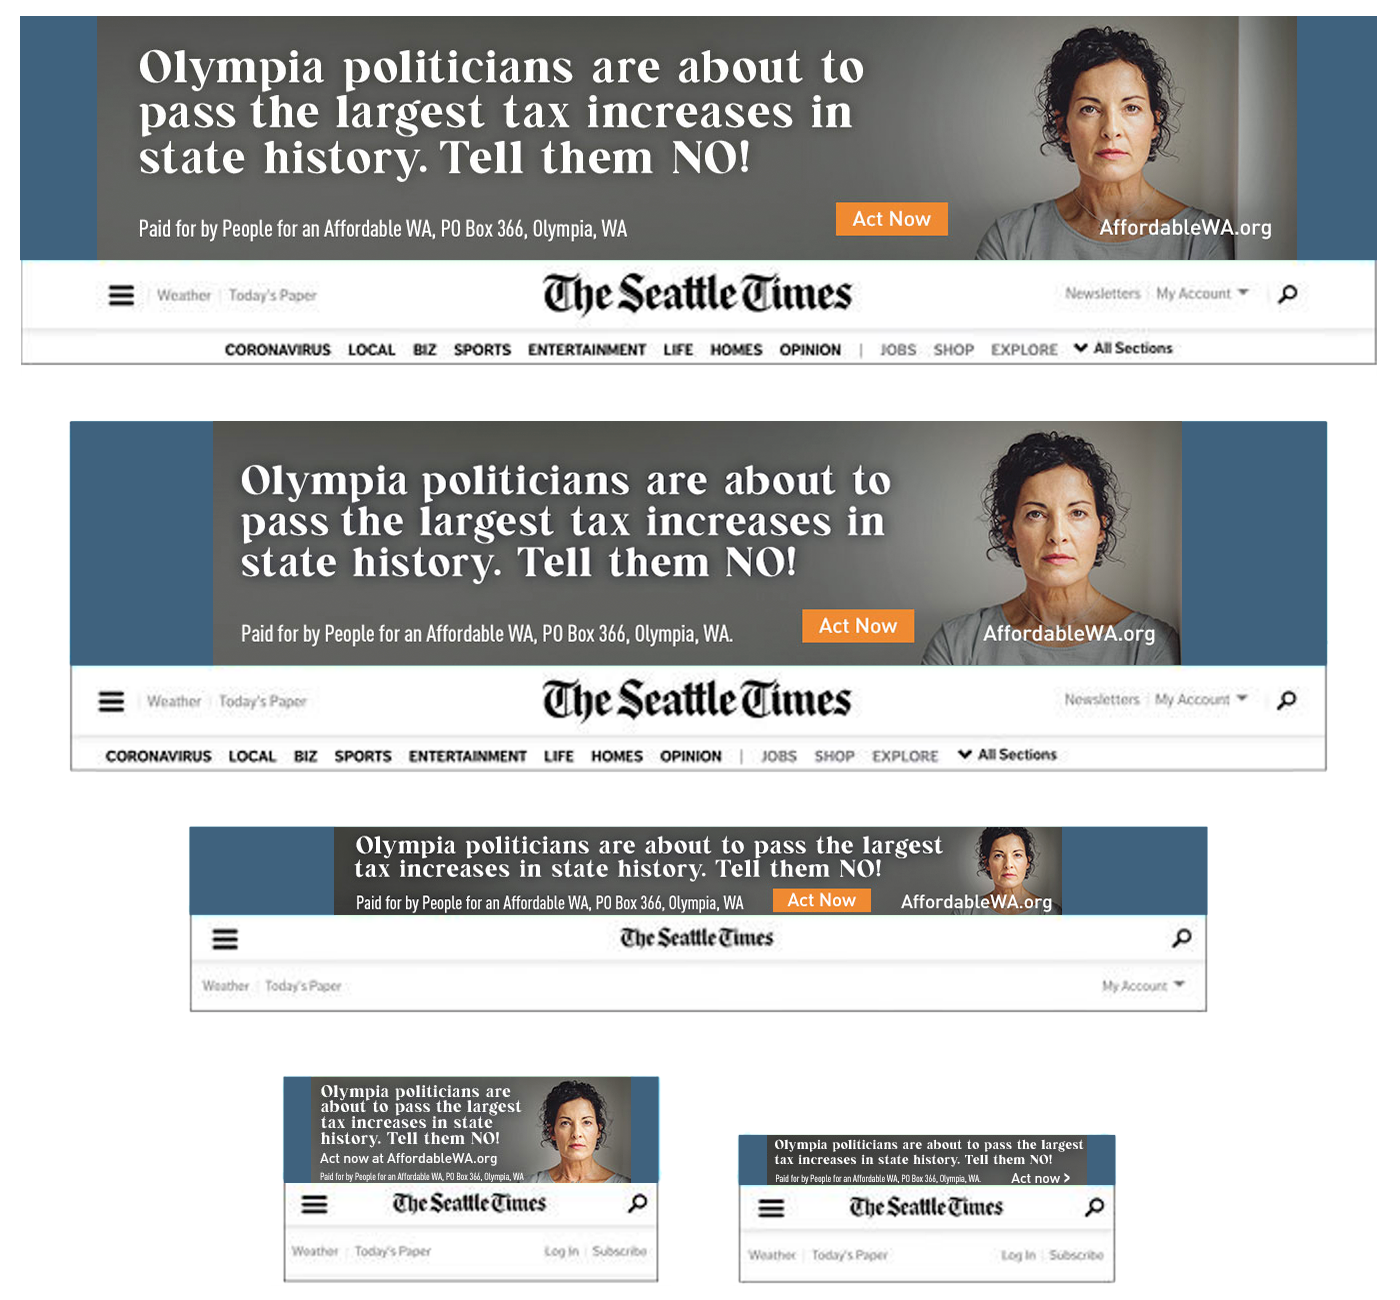 Olympia politicians are about to
pass the largest tax increases in
state history. Tell them NO!
Paid for by People for an Affordable WA, PO Box 366, Olympia, WA
Act Now
AffordableWA.org
Weather Today's Paper
The Seattle Times
Newsletters My Account
CORONAVIRUS LOCAL BIZ SPORTS ENTERTAINMENT LIFE HOMES OPINION | JOBS SHOP EXPLORE All Sections
Olympia politicians are about to
pass the largest tax increases in
state history. Tell them NO!
Paid for by People for an Affordable WA, PO Box 366, Olympia, WA.
Act Now
AffordableWA.org
Weather Today's Paper
The Seattle Times
Newsletters My Account
CORONAVIRUS LOCAL BIZ SPORTS ENTERTAINMENT LIFE HOMES OPINION | JOBS SHOP EXPLORE All Sections
Olympia politicians are about to pass the largest
tax increases in state history. Tell them NO!
Paid for by People for an Affordable WA, PO Box 366, Olympia, WA
Act Now
AffordableWA.org
The Seattle Times
Weather Today's Paper
My Account
Olympia politicians are
about to pass the largest
tax increases in state
history. Tell them NO!
Act now at AffordableWA.org
Paid for by People for an Affordable WA, PO Box 366, Olympia, WA
The Seattle Times
Weather Today's Paper
Log In Subscribe
Olympia politicians are about to pass the largest
tax increases in state history. Tell them NO!
Paid for by People for an Affordable WA, PO Box 366, Olympia, WA.
Act now >
The Seattle Times
Weather Today's Paper
Log In Subscribe